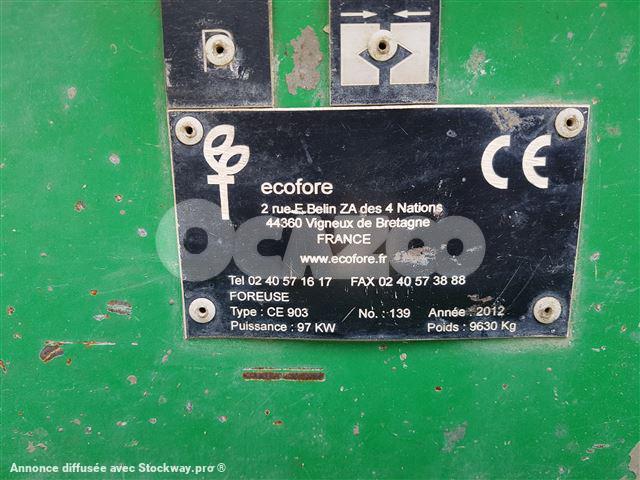 P
CE
ecofore
2 rue E.Belin ZA des 4 Nations
44360 Vigneux de Bretagne
FRANCE
OCAZOO
www.ecofore.fr
Tel 02 40 57 16 17 FAX 02 40 57 38 88
FOREUSE
Type : CE 903 No. : 139 Année : 2012
Puissance : 97 KW Poids : 9630 Kg
Annonce diffusée avec Stockway.pro ®